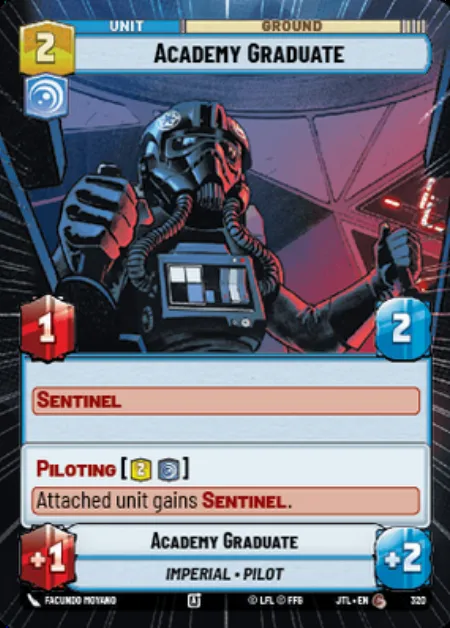 UNIT
GROUND
2
ACADEMY GRADUATE
1
2
SENTINEL
PILOTING [2 ]
Attached unit gains SENTINEL.
+1
ACADEMY GRADUATE
+2
IMPERIAL • PILOT
FACUNDO MOYANO
A
© LFL © FFG
JTL • EN
320